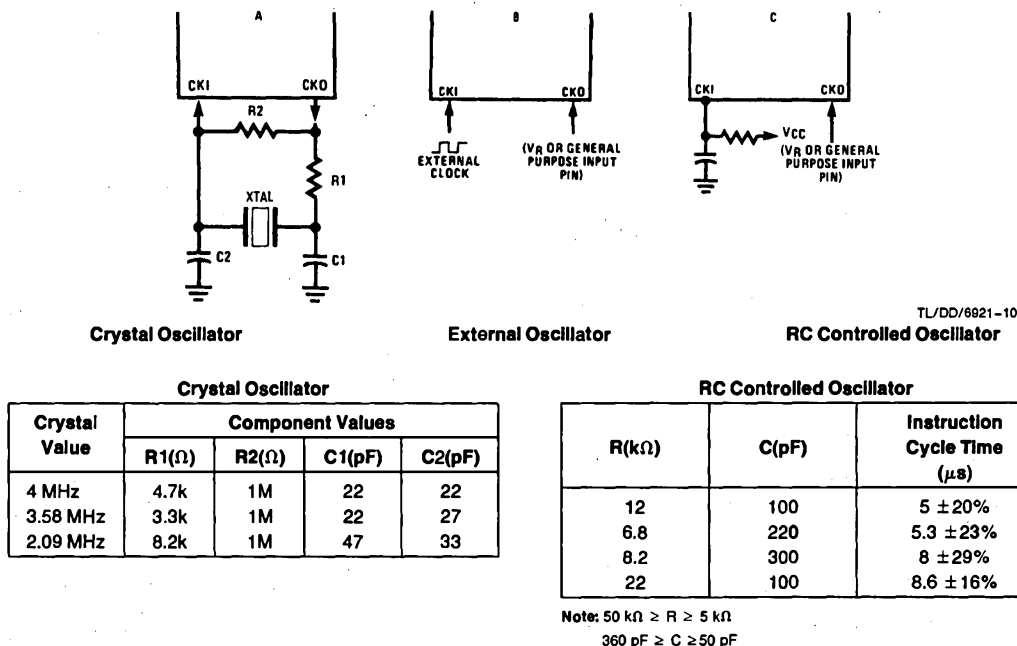 A
CKI
CKO
R2
R1
XTAL
C2
C1
Crystal Oscillator
B
CKI
CKO
EXTERNAL
CLOCK
(VR OR GENERAL
PURPOSE INPUT
PIN)
External Oscillator
C
CKI
CKO
VCC
(VR OR GENERAL
PURPOSE INPUT
PIN)
TL/DD/6921-10
RC Controlled Oscillator
Crystal Oscillator
Crystal Value | Component Values
R1(Ω) | R2(Ω) | C1(pF) | C2(pF)
4 MHz | 4.7k | 1M | 22 | 22
3.58 MHz | 3.3k | 1M | 22 | 27
2.09 MHz | 8.2k | 1M | 47 | 33
RC Controlled Oscillator
R(kΩ) | C(pF) | Instruction Cycle Time (μs)
12 | 100 | 5 ±20%
6.8 | 220 | 5.3 ±23%
8.2 | 300 | 8 ±29%
22 | 100 | 8.6 ±16%
Note: 50 kΩ ≥ R ≥ 5 kΩ
360 pF ≥ C ≥ 50 pF